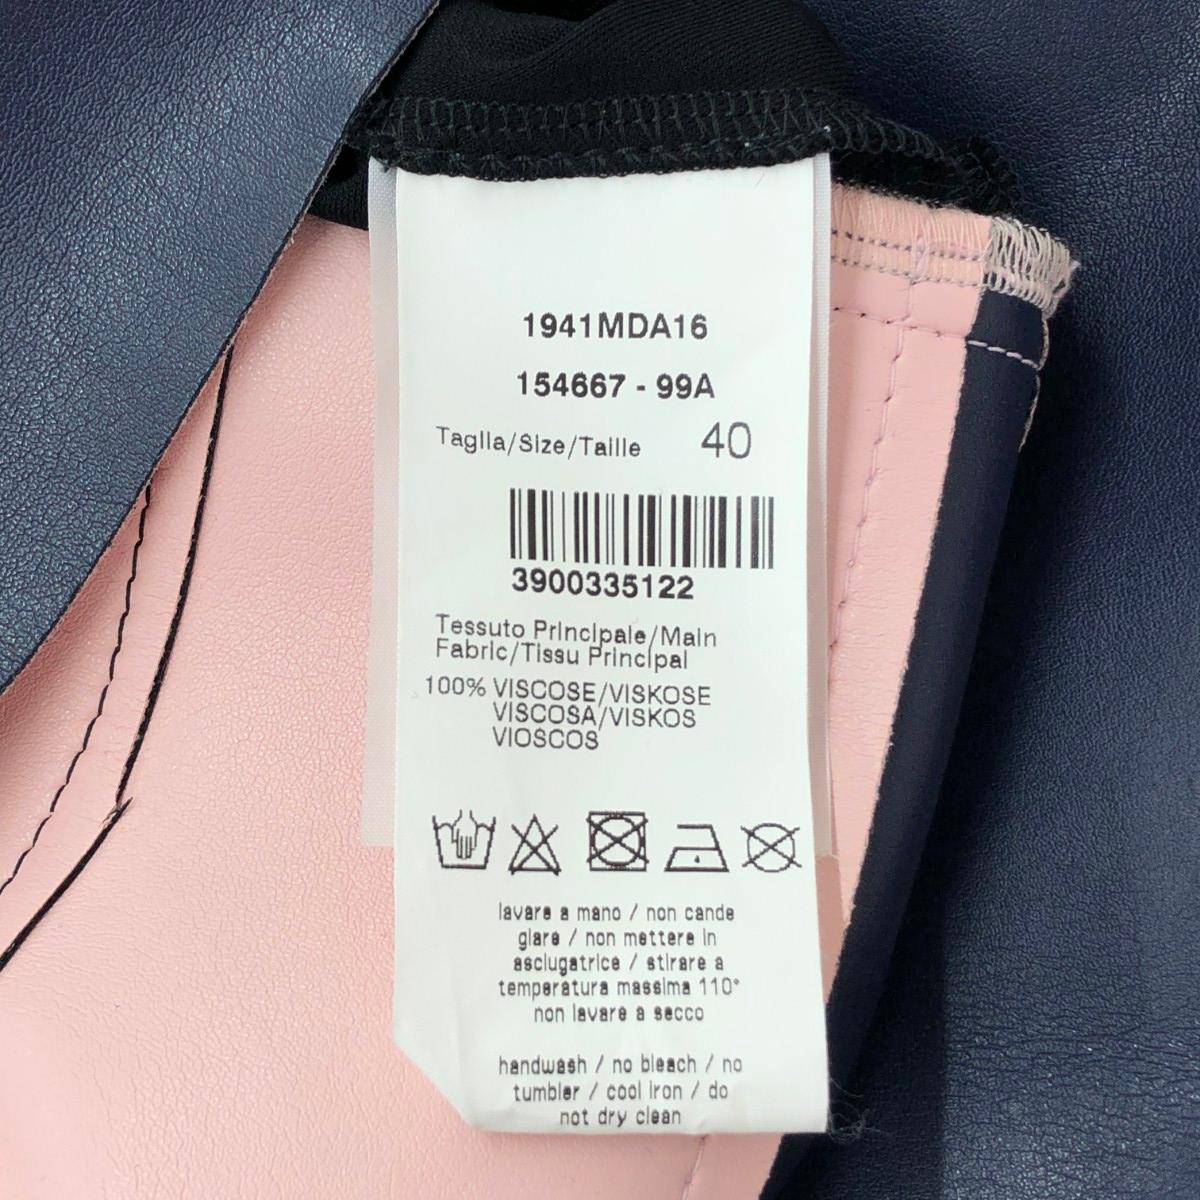 1941MDA16
154667 - 99A
Taglia/Size/Taille 40
3900335122
Tessuto Principale/Main
Fabric/Tissu Principal
100% VISCOSE/VISKOSE
VISCOSA/VISKOS
VIOSCOS
lavare a mano / non cande
giare / non mettere in
asciugatrice / stirare a
temperatura massima 110°
non lavare a secco
handwash / no bleach / no
tumbler / cool iron / do
not dry clean